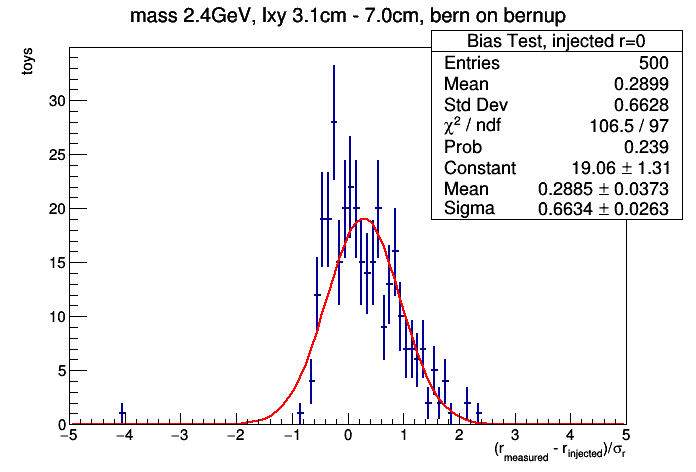 mass 2.4GeV, lxy 3.1cm - 7.0cm, bern on bernup
toys
Bias Test, injected r=0
Entries 500
Mean 0.2899
Std Dev 0.6628
χ² / ndf 106.5 / 97
Prob 0.239
Constant 19.06 ± 1.31
Mean 0.2885 ± 0.0373
Sigma 0.6634 ± 0.0263
30
25
20
15
10
5
0
−5 −4 −3 −2 −1 0 1 2 3 4 5
(r_measured - r_injected)/σ_r